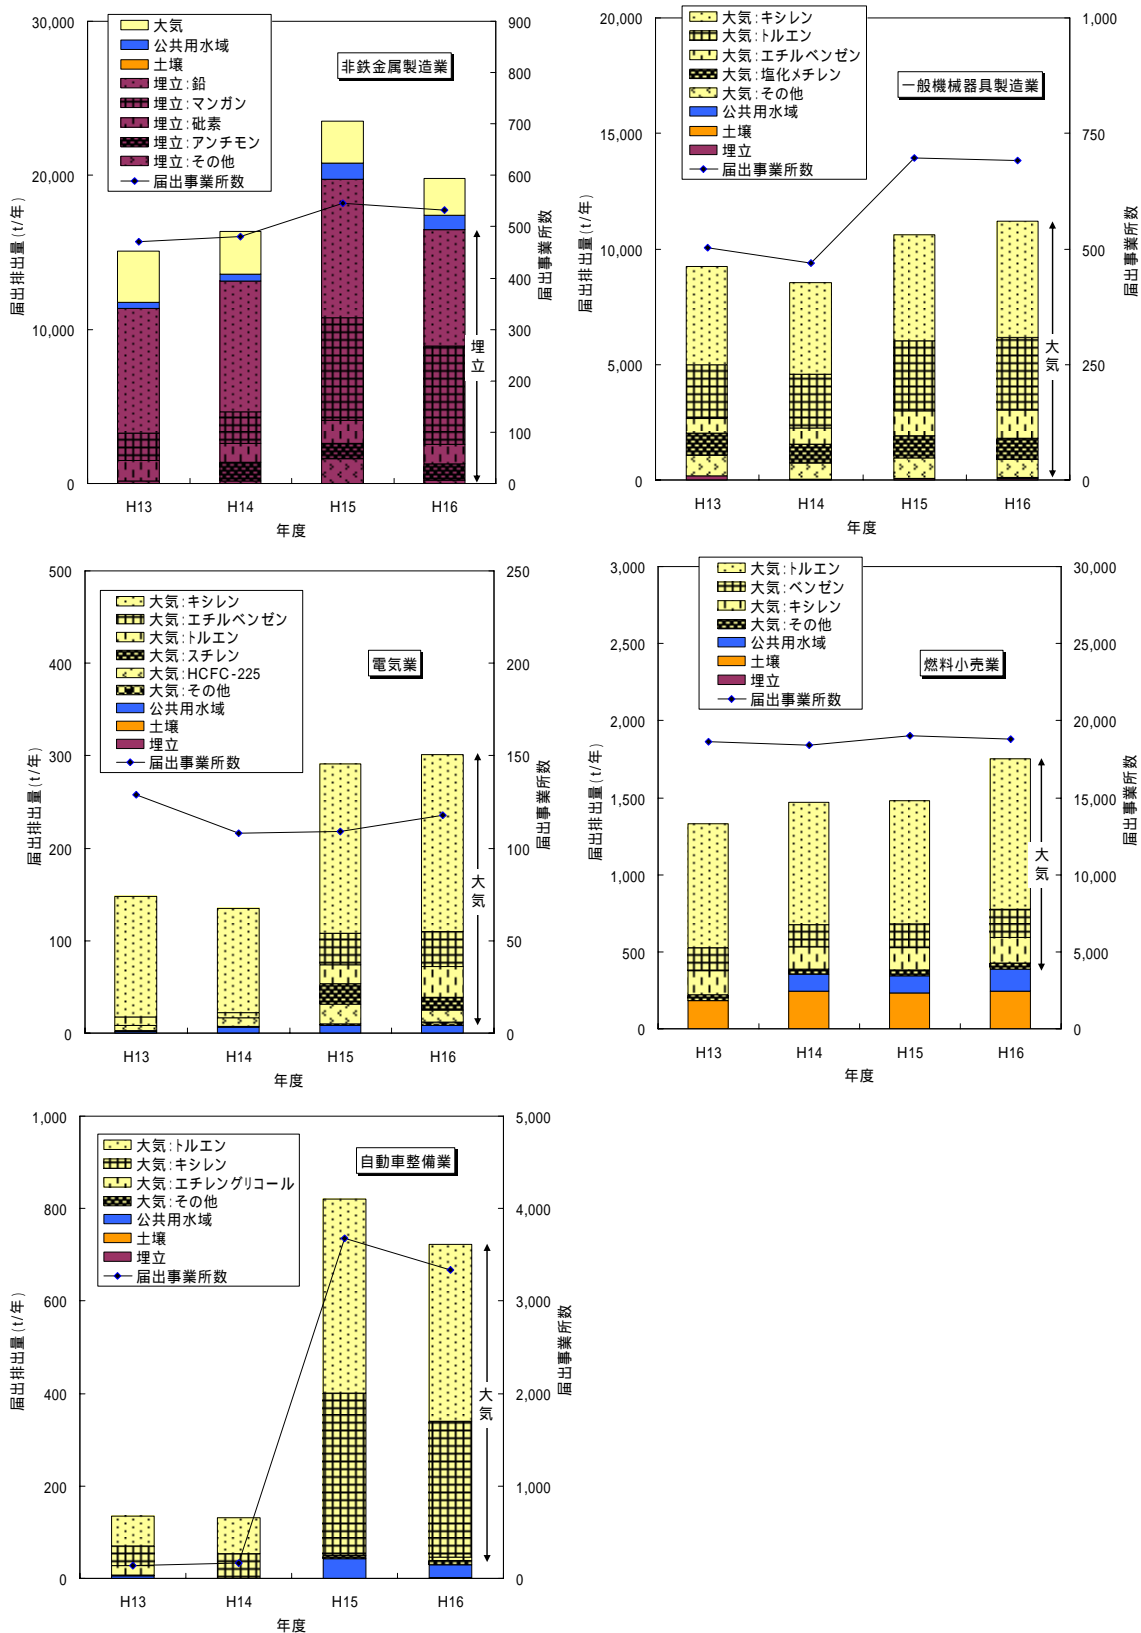 非鉄金属製造業
大気
公共用水域
土壌
埋立:鉛
埋立:マンガン
埋立:砒素
埋立:アンチモン
埋立:その他
届出事業所数
届出排出量(t/年)
30,000
20,000
10,000
0
900
800
700
600
500
400
300
200
100
0
届出事業所数
埋立
H13 H14 H15 H16
年度
一般機械器具製造業
大気:キシレン
大気:トルエン
大気:エチルベンゼン
大気:塩化メチレン
大気:その他
公共用水域
土壌
埋立
届出事業所数
届出排出量(t/年)
20,000
15,000
10,000
5,000
0
1,000
750
500
250
0
届出事業所数
大気
H13 H14 H15 H16
年度
電気業
大気:キシレン
大気:エチルベンゼン
大気:トルエン
大気:スチレン
大気:HCFC-225
大気:その他
公共用水域
土壌
埋立
届出事業所数
届出排出量(t/年)
500
400
300
200
100
0
250
200
150
100
50
0
届出事業所数
大気
H13 H14 H15 H16
年度
燃料小売業
大気:トルエン
大気:ベンゼン
大気:キシレン
大気:その他
公共用水域
土壌
埋立
届出事業所数
届出排出量(t/年)
3,000
2,500
2,000
1,500
1,000
500
0
30,000
25,000
20,000
15,000
10,000
5,000
0
届出事業所数
大気
H13 H14 H15 H16
年度
自動車整備業
大気:トルエン
大気:キシレン
大気:エチレングリコール
大気:その他
公共用水域
土壌
埋立
届出事業所数
届出排出量(t/年)
1,000
800
600
400
200
0
5,000
4,000
3,000
2,000
1,000
0
届出事業所数
大気
H13 H14 H15 H16
年度